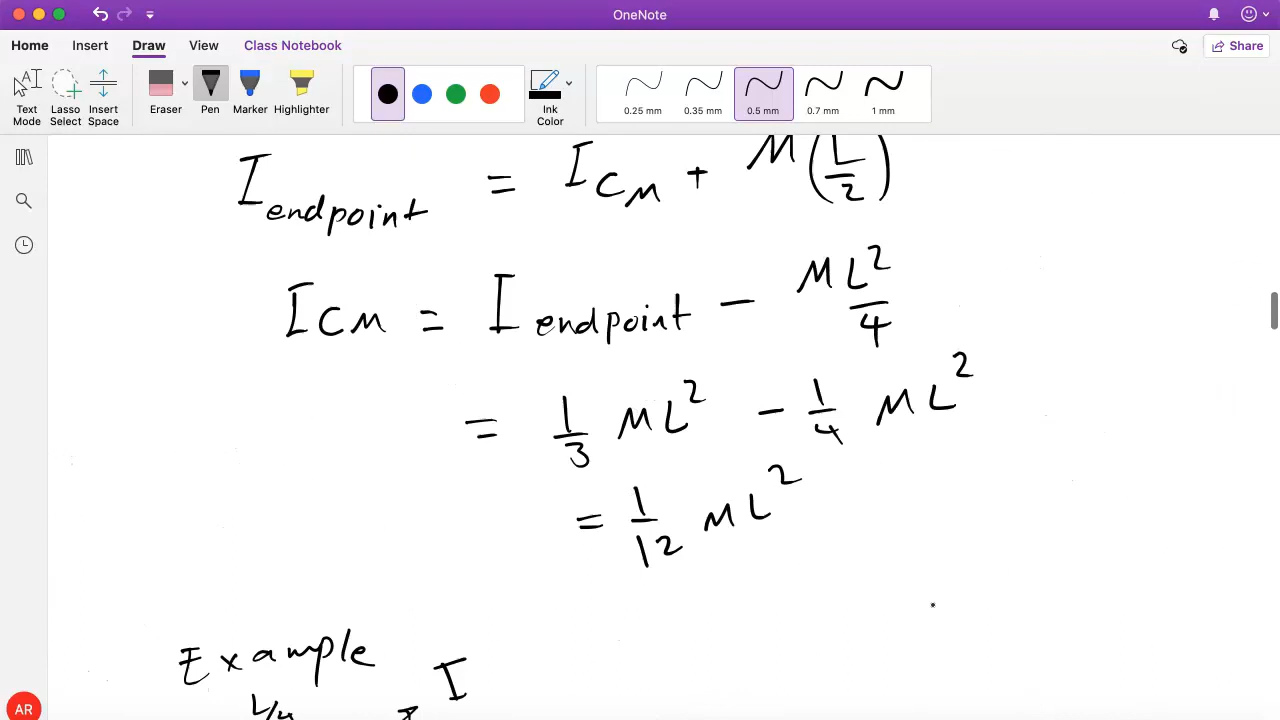 OneNote
Home Insert Draw View Class Notebook Share
Text Mode Lasso Select Insert Space Eraser Pen Marker Highlighter Ink Color 0.25 mm 0.35 mm 0.5 mm 0.7 mm 1 mm
I endpoint = I CM + M(L/2)
I CM = I endpoint - ML²/4
= 1/3 ML² - 1/4 ML²
= 1/12 ML²
Example I
L/4
AR